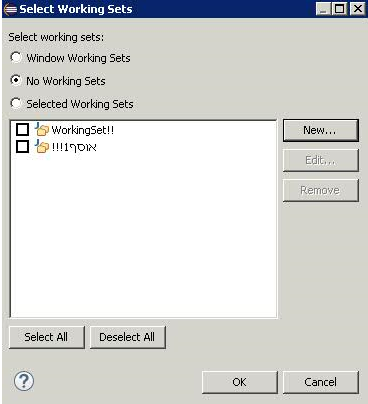 Select Working Sets
Select working sets:
Window Working Sets
No Working Sets
Selected Working Sets
WorkingSet!!
אוסף1!!!
New...
Edit...
Remove
Select All
Deselect All
?
OK
Cancel